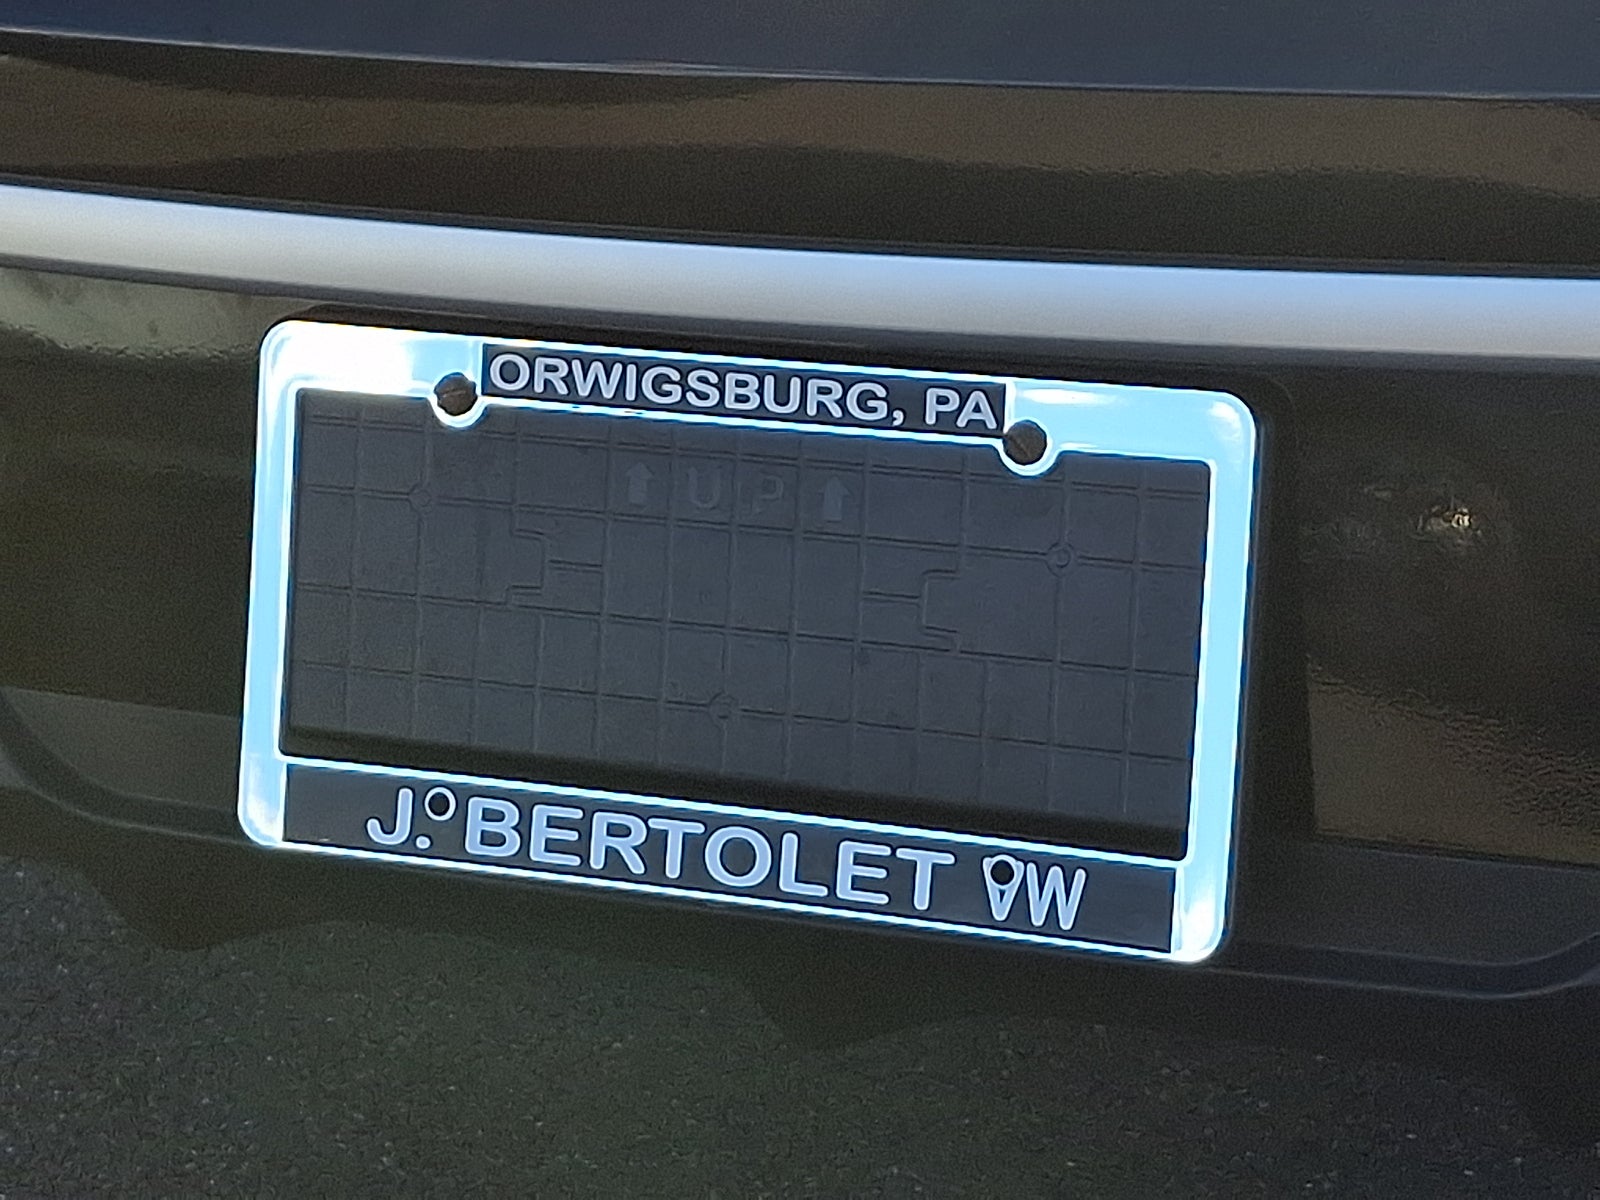 ORWIGSBURG, PA
↑ UP ↑
J. BERTOLET VW